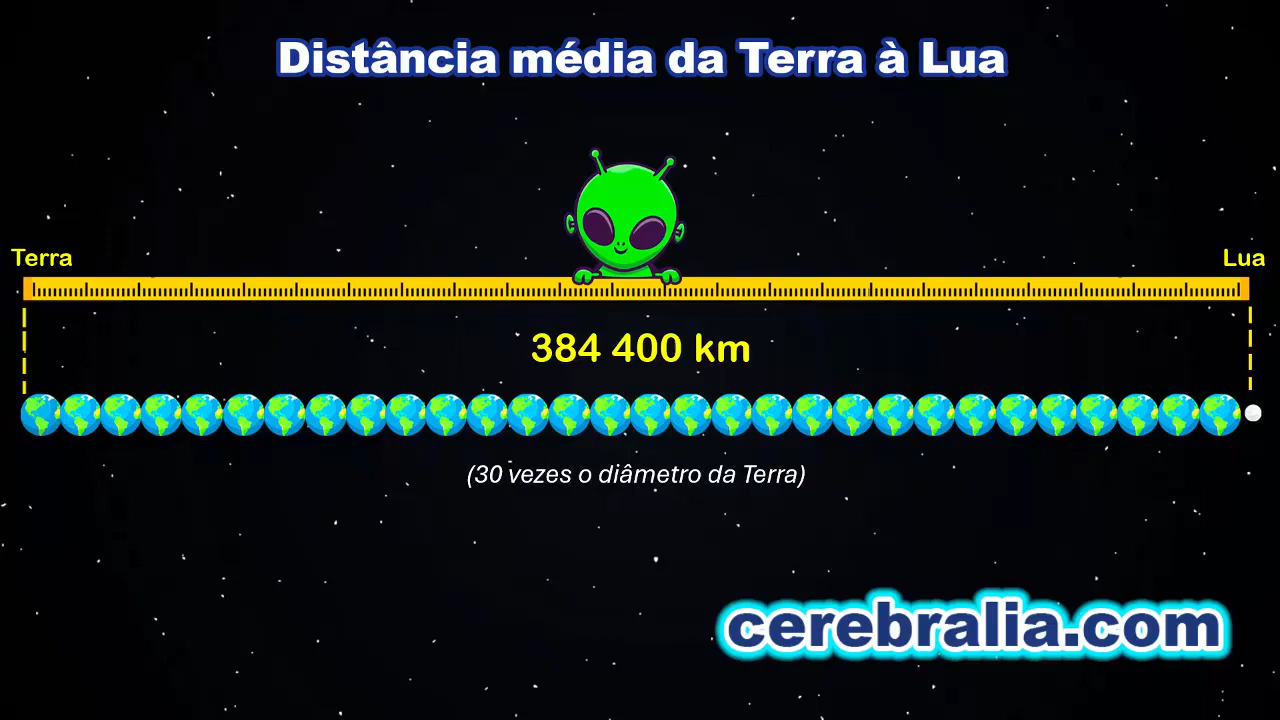 Distância média da Terra à Lua
Terra
Lua
384 400 km
(30 vezes o diâmetro da Terra)
cerebralia.com